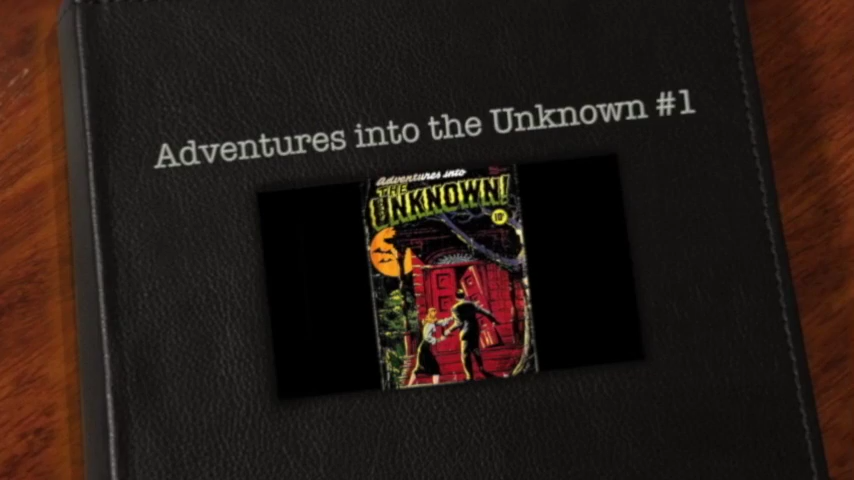 Adventures into the Unknown #1
Adventures into
THE
UNKNOWN!
10¢